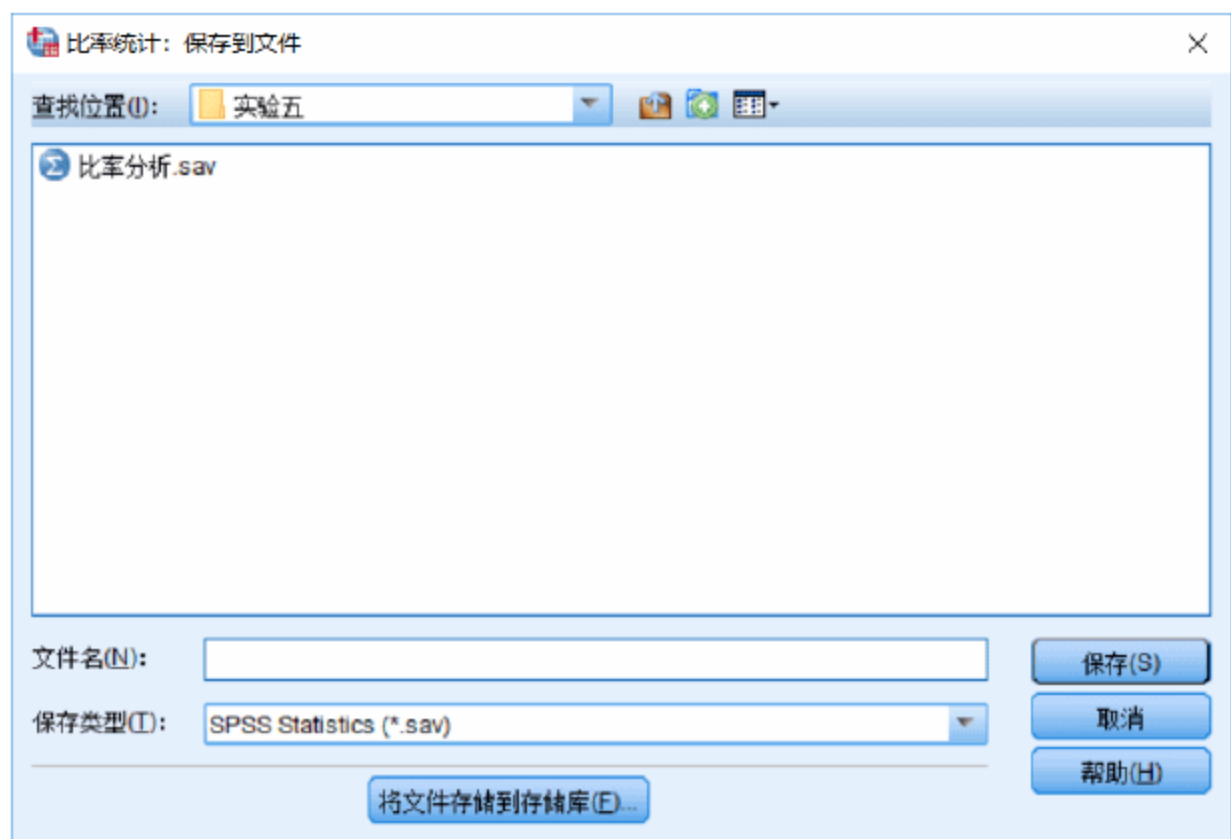 比率统计：保存到文件
查找位置(I): 实验五
比率分析.sav
文件名(N):
保存(S)
保存类型(T): SPSS Statistics (*.sav)
取消
帮助(H)
将文件存储到存储库(F)...